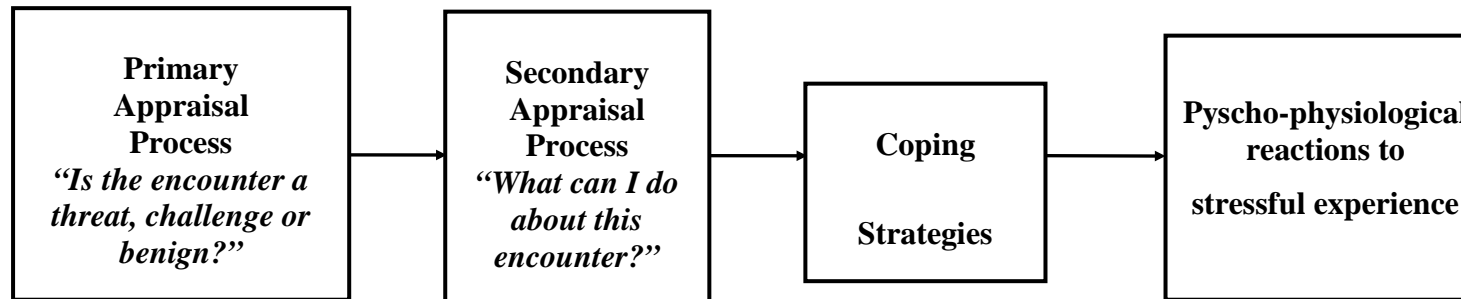 Primary
Appraisal
Process
“Is the encounter a
threat, challenge or
benign?”
Secondary
Appraisal
Process
“What can I do
about this
encounter?”
Coping
Strategies
Pyscho-physiological
reactions to
stressful experience